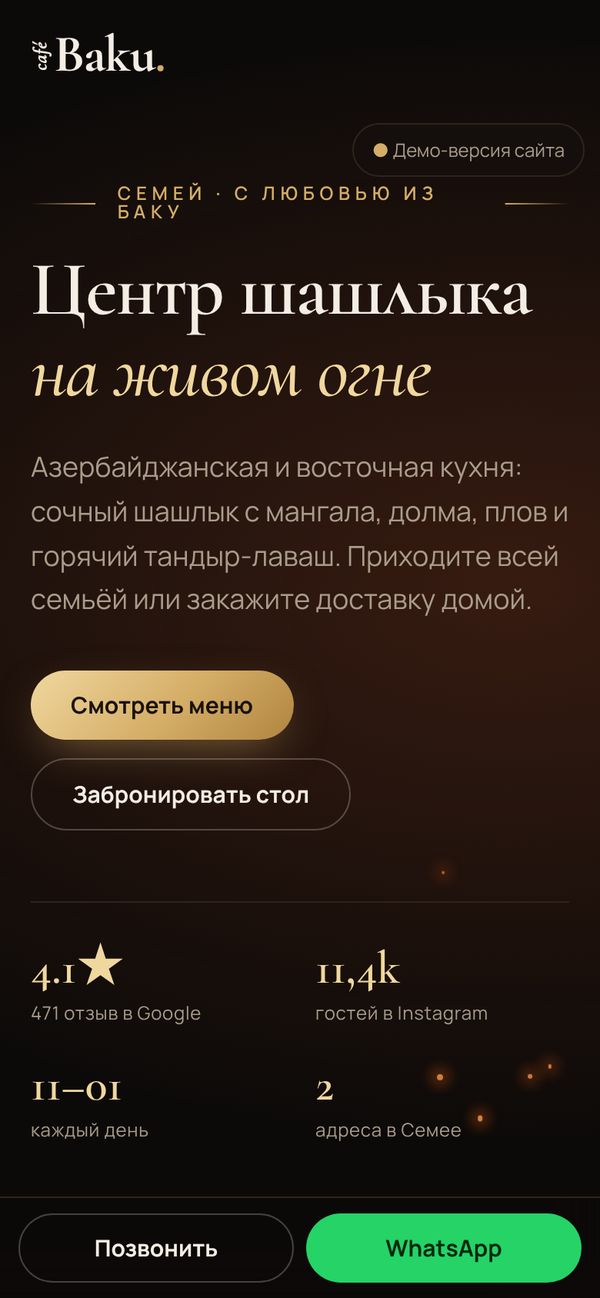 café Baku.
Демо-версия сайта
СЕМЕЙ · С ЛЮБОВЬЮ ИЗ
БАКУ
Центр шашлыка
на живом огне
Азербайджанская и восточная кухня:
сочный шашлык с мангала, долма, плов и
горячий тандыр-лаваш. Приходите всей
семьёй или закажите доставку домой.
Смотреть меню
Забронировать стол
4.1★
471 отзыв в Google
11,4k
гостей в Instagram
11–01
каждый день
2
адреса в Семее
Позвонить
WhatsApp